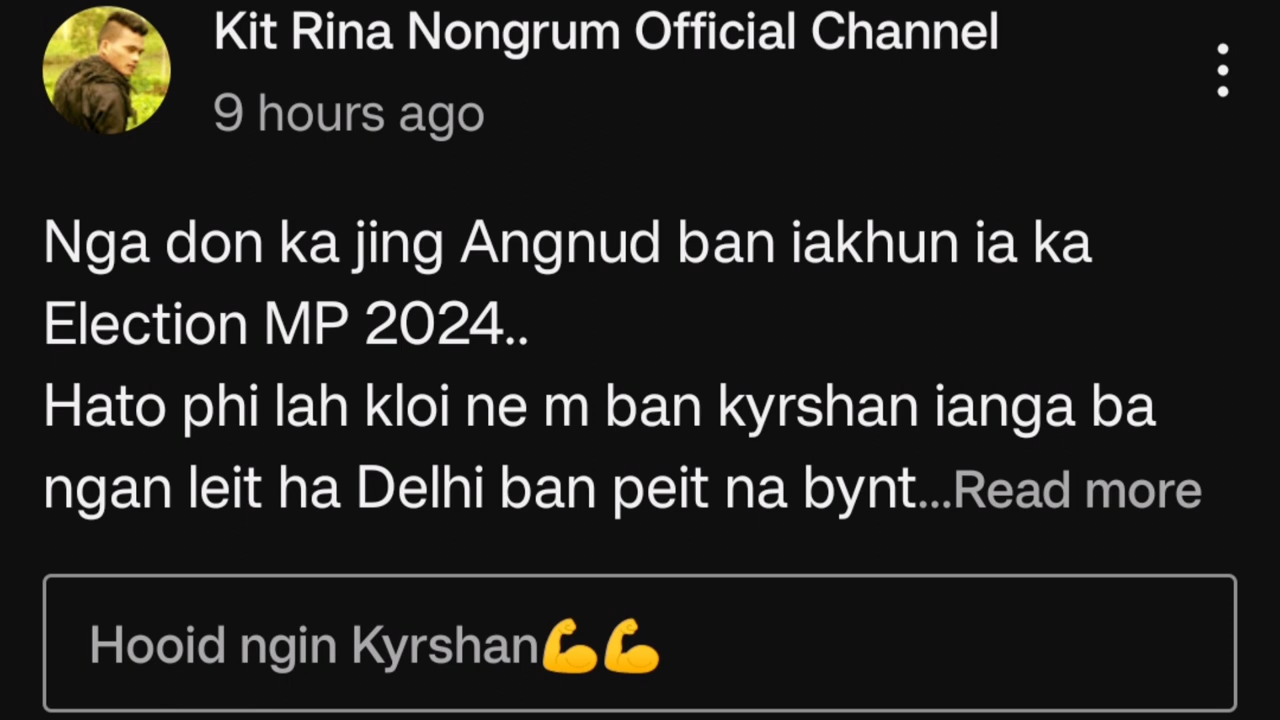 Kit Rina Nongrum Official Channel
9 hours ago
Nga don ka jing Angnud ban iakhun ia ka
Election MP 2024..
Hato phi lah kloi ne m ban kyrshan ianga ba
ngan leit ha Delhi ban peit na bynt...Read more
Hooid ngin Kyrshan💪💪